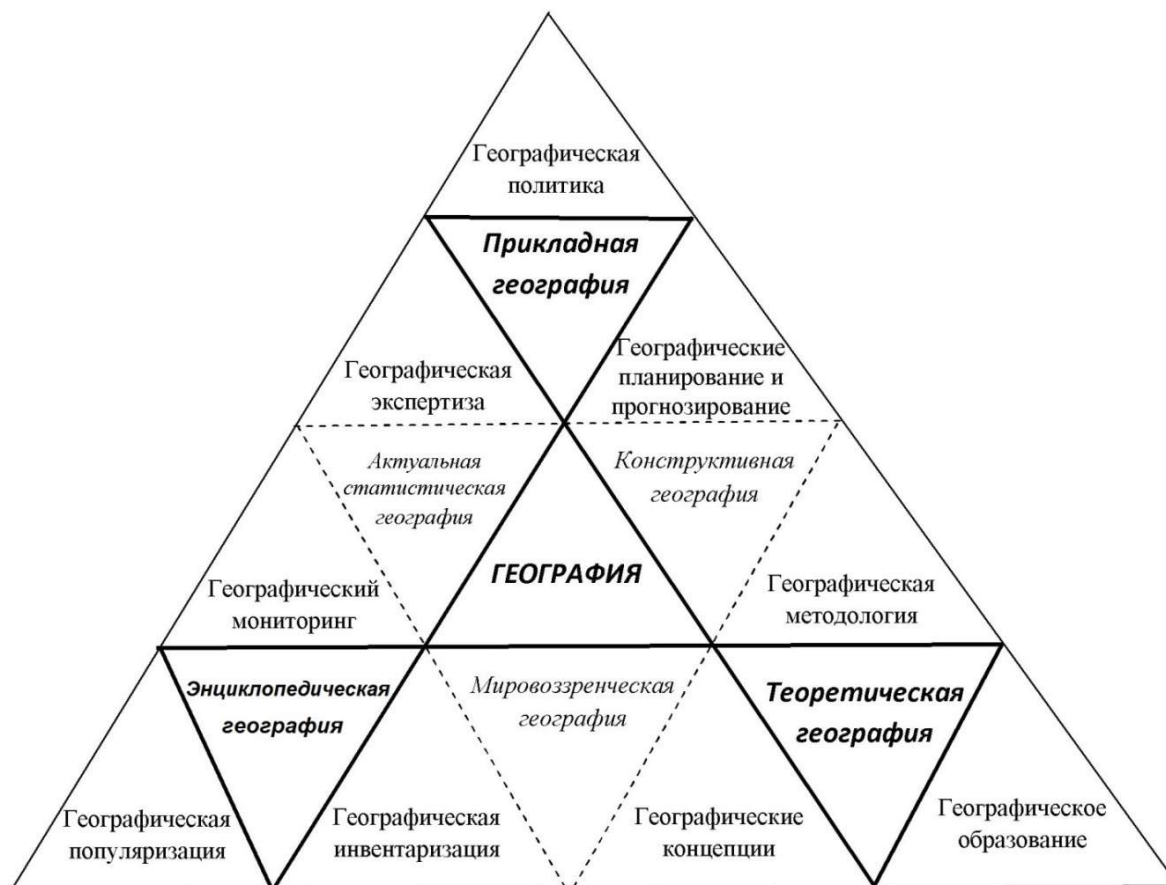 Географическая
политика
Прикладная
география
Географическая
экспертиза
Географические
планирование и
прогнозирование
Актуальная
статистическая
география
Конструктивная
география
ГЕОГРАФИЯ
Географический
мониторинг
Географическая
методология
Энциклопедическая
география
Мировоззренческая
география
Теоретическая
география
Географическая
популяризация
Географическая
инвентаризация
Географические
концепции
Географическое
образование